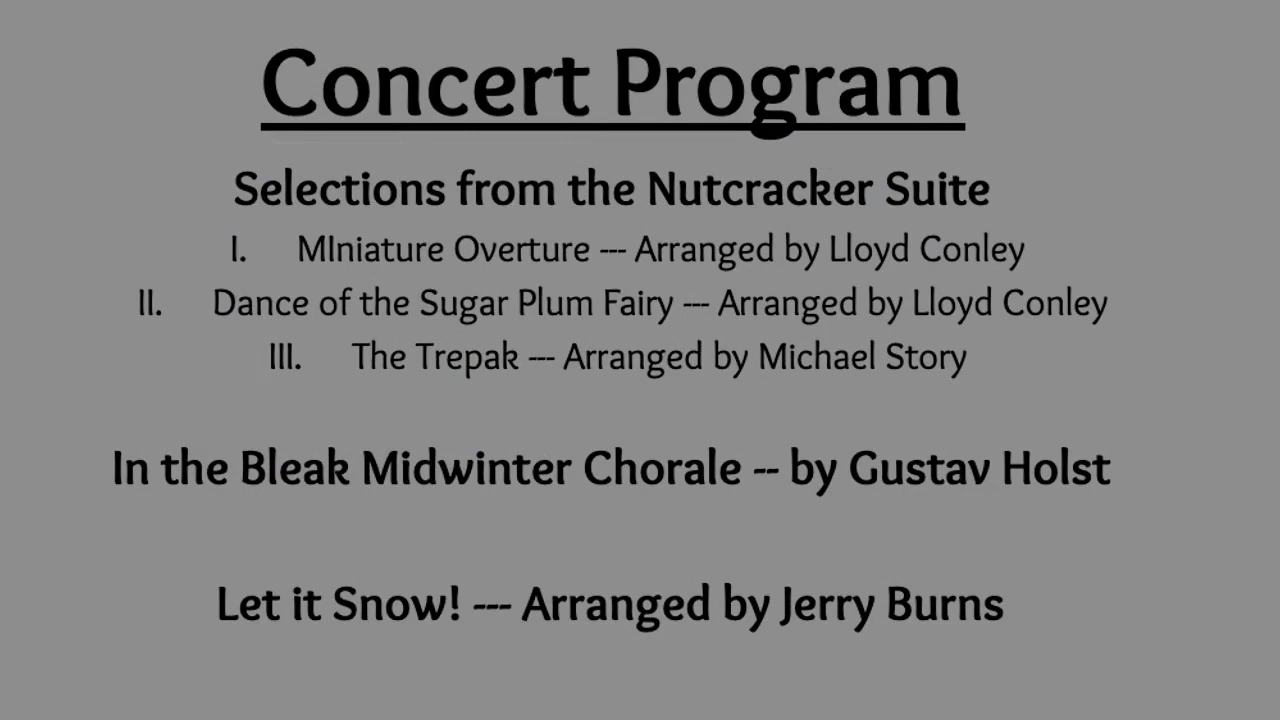 Concert Program
Selections from the Nutcracker Suite
I. MIniature Overture --- Arranged by Lloyd Conley
II. Dance of the Sugar Plum Fairy --- Arranged by Lloyd Conley
III. The Trepak --- Arranged by Michael Story
In the Bleak Midwinter Chorale -- by Gustav Holst
Let it Snow! --- Arranged by Jerry Burns